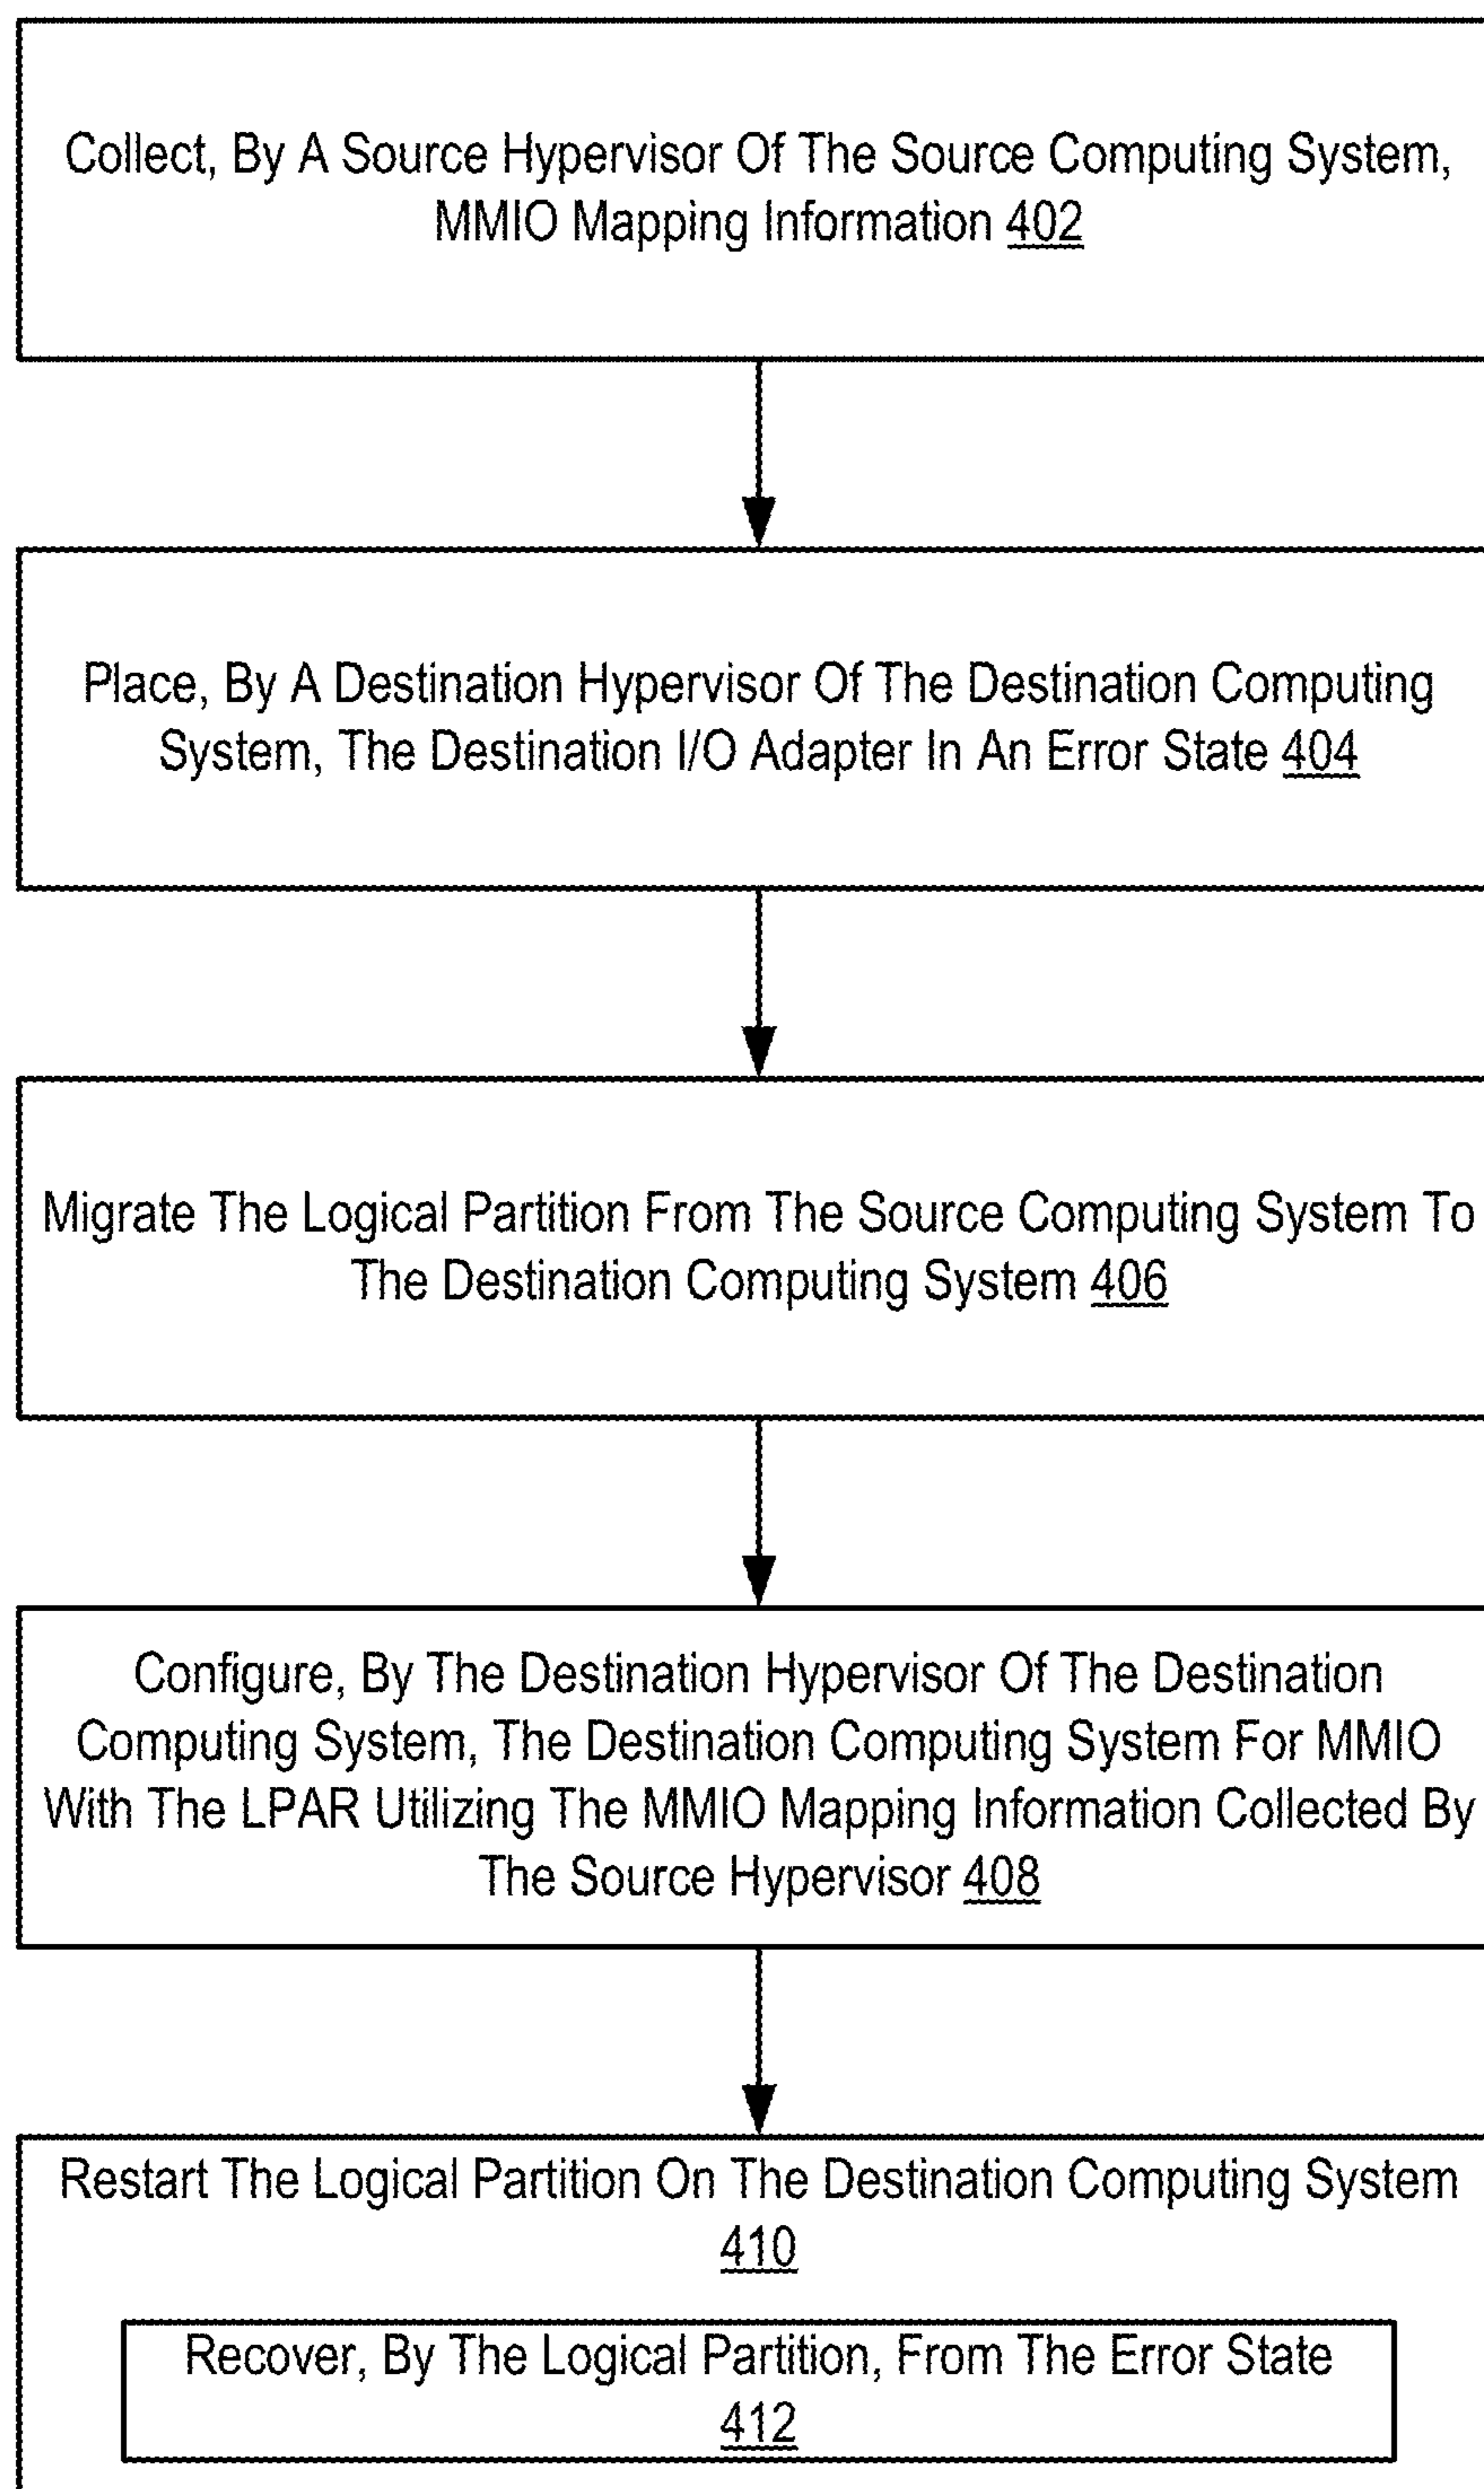 Collect, By A Source Hypervisor Of The Source Computing System,
MMIO Mapping Information 402
Place, By A Destination Hypervisor Of The Destination Computing
System, The Destination I/O Adapter In An Error State 404
Migrate The Logical Partition From The Source Computing System To
The Destination Computing System 406
Configure, By The Destination Hypervisor Of The Destination
Computing System, The Destination Computing System For MMIO
With The LPAR Utilizing The MMIO Mapping Information Collected By
The Source Hypervisor 408
Restart The Logical Partition On The Destination Computing System
410
Recover, By The Logical Partition, From The Error State
412